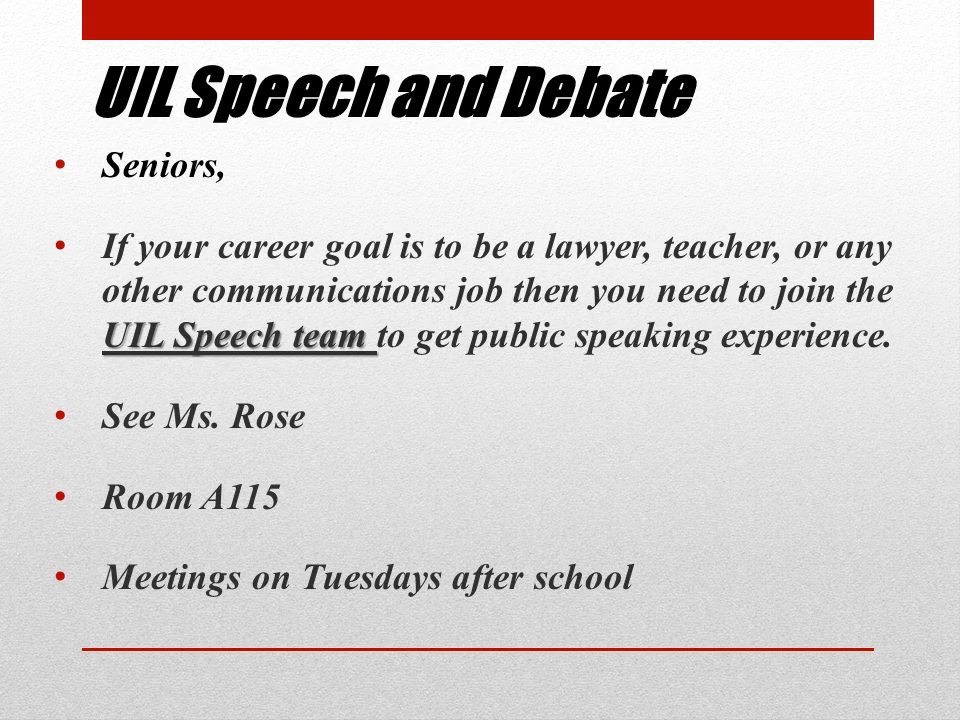 UIL Speech and Debate
• Seniors,
• If your career goal is to be a lawyer, teacher, or any
other communications job then you need to join the
UIL Speech team to get public speaking experience.
• See Ms. Rose
• Room A115
• Meetings on Tuesdays after school